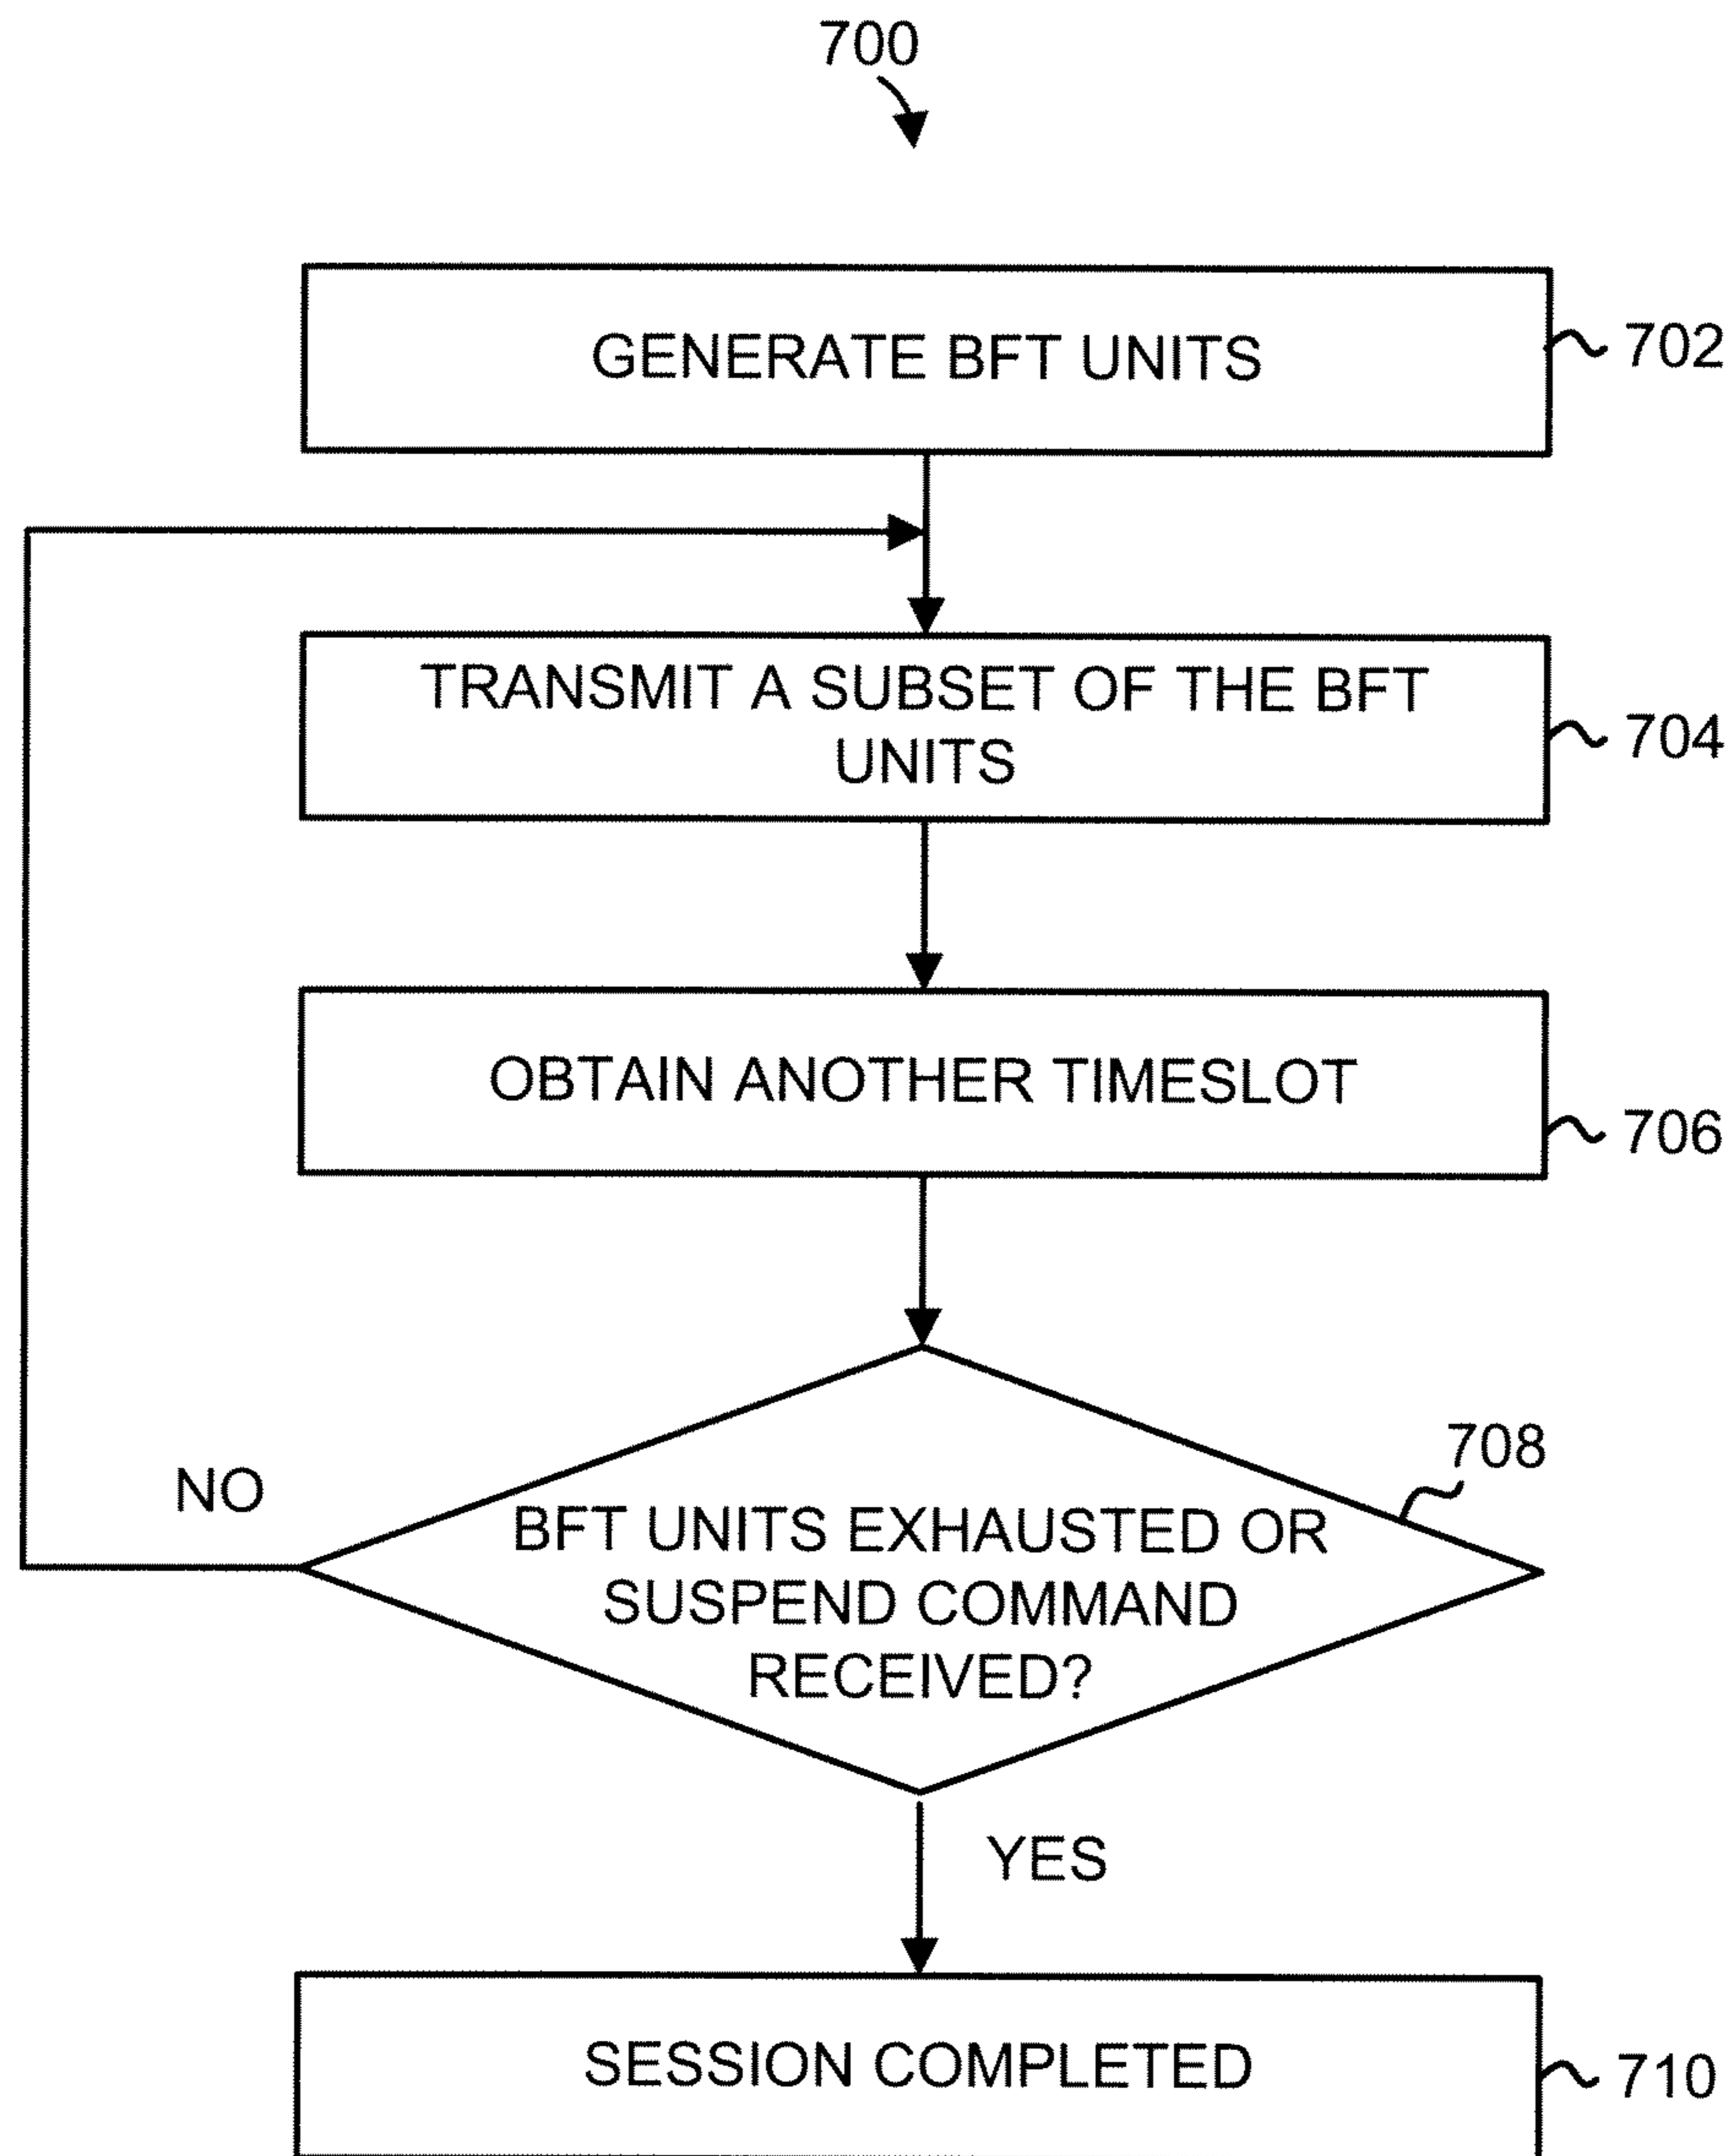 700
GENERATE BFT UNITS
702
TRANSMIT A SUBSET OF THE BFT
UNITS
704
OBTAIN ANOTHER TIMESLOT
706
708
NO
BFT UNITS EXHAUSTED OR
SUSPEND COMMAND
RECEIVED?
YES
SESSION COMPLETED
710